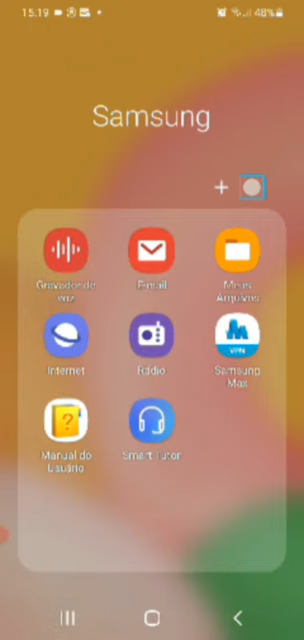 15.19 48%
Samsung
+
Gravador de
voz
E-mail
Meus
Arquivos
Internet
Rádio
VPN
Samsung
Max
?
Manual do
Usuário
Smart Tutor